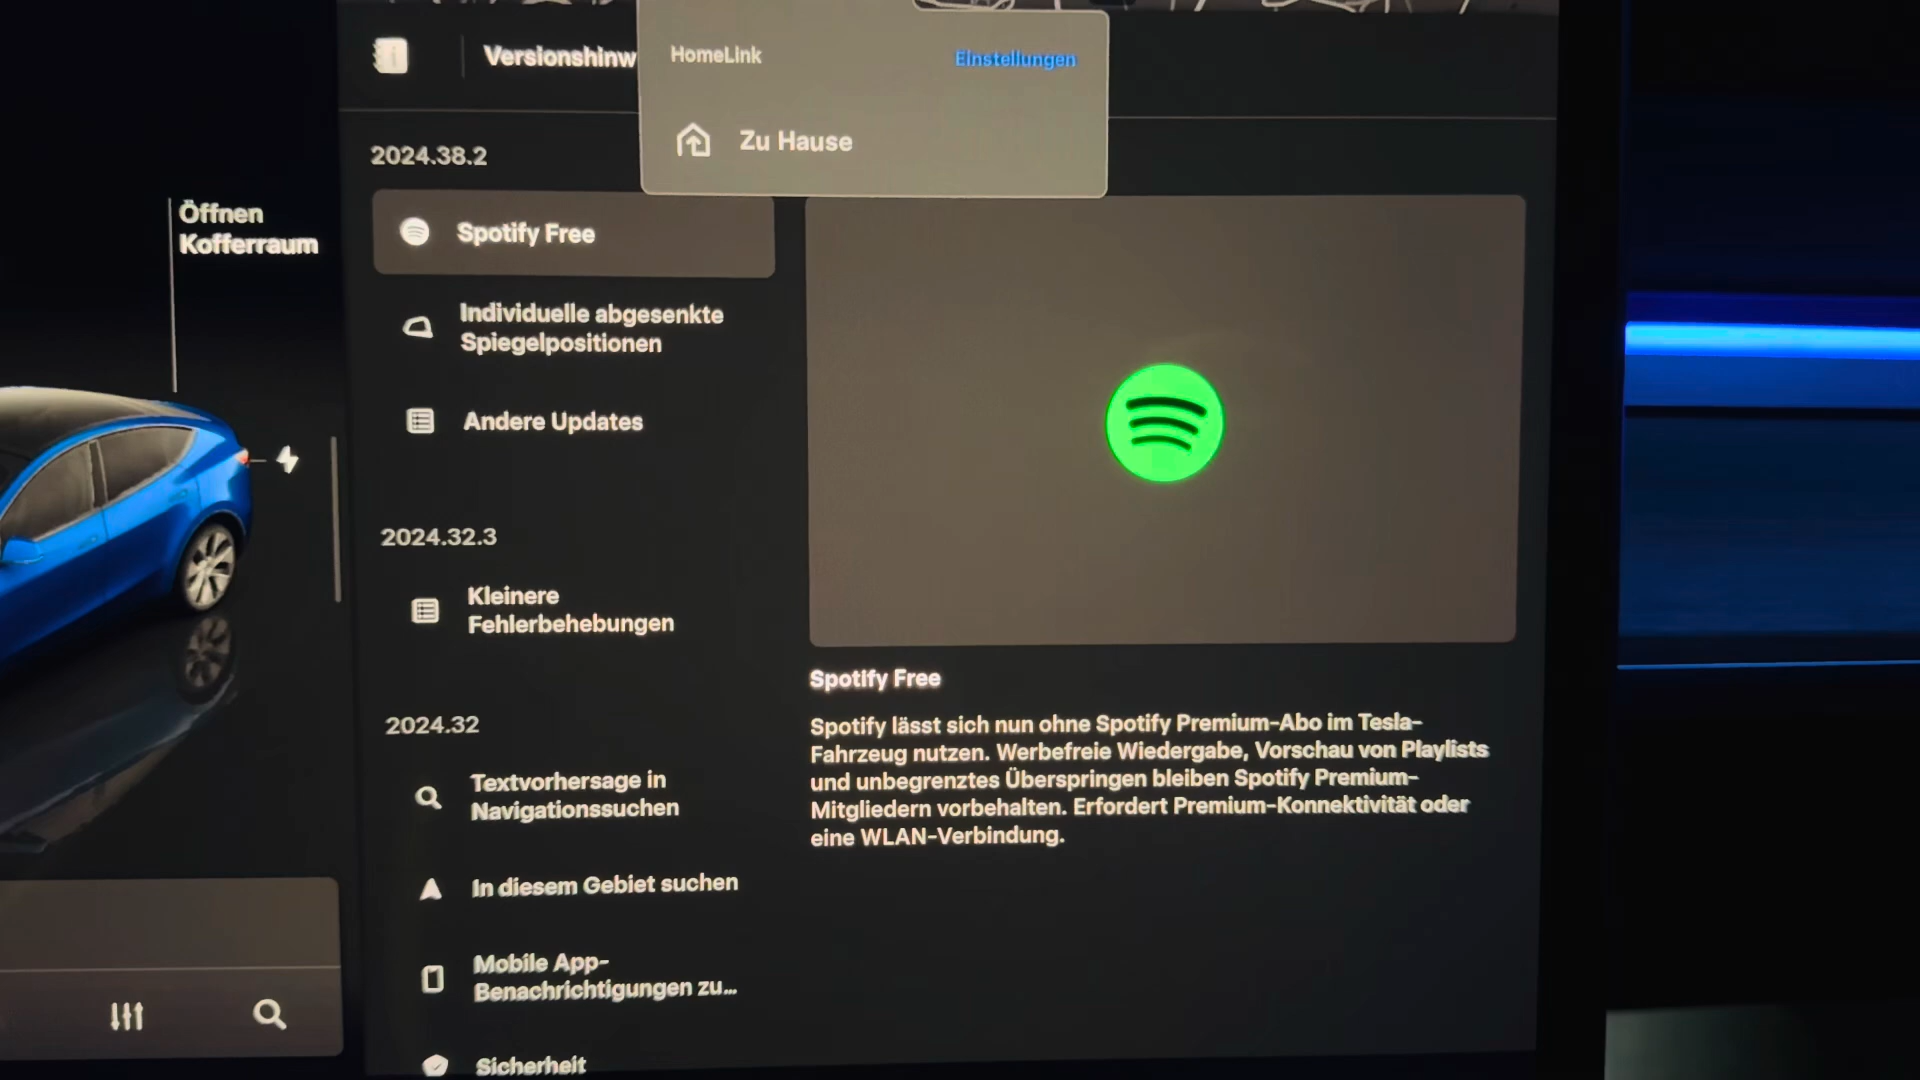 Versionshinw
HomeLink
Einstellungen
Zu Hause
Öffnen
Kofferraum
2024.38.2
Spotify Free
Individuelle abgesenkte
Spiegelpositionen
Andere Updates
2024.32.3
Kleinere
Fehlerbehebungen
2024.32
Textvorhersage in
Navigationssuchen
In diesem Gebiet suchen
Mobile App-
Benachrichtigungen zu...
Sicherheit
Spotify Free
Spotify lässt sich nun ohne Spotify Premium-Abo im Tesla-
Fahrzeug nutzen. Werbefreie Wiedergabe, Vorschau von Playlists
und unbegrenztes Überspringen bleiben Spotify Premium-
Mitgliedern vorbehalten. Erfordert Premium-Konnektivität oder
eine WLAN-Verbindung.